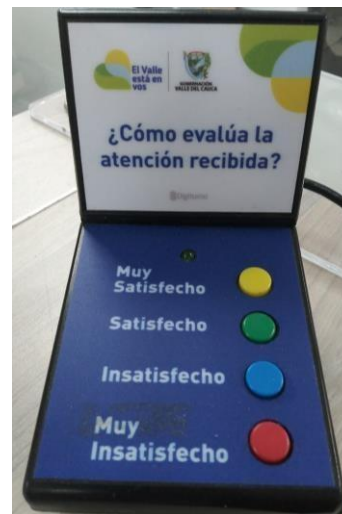 El Valle
está en
vos
GOBERNACIÓN
VALLE DEL CAUCA
¿Cómo evalúa la
atención recibida?
Digiturno
Muy
Satisfecho
Satisfecho
Insatisfecho
Muy
Insatisfecho